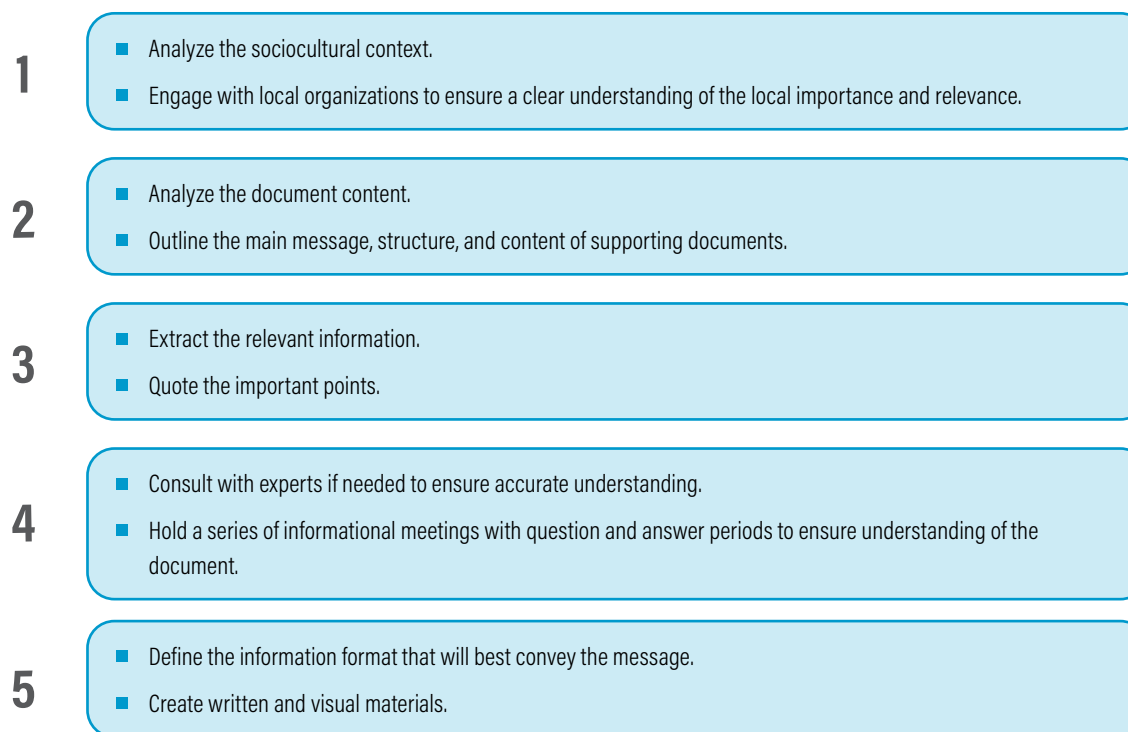 1
Analyze the sociocultural context.
Engage with local organizations to ensure a clear understanding of the local importance and relevance.
2
Analyze the document content.
Outline the main message, structure, and content of supporting documents.
3
Extract the relevant information.
Quote the important points.
4
Consult with experts if needed to ensure accurate understanding.
Hold a series of informational meetings with question and answer periods to ensure understanding of the
document.
5
Define the information format that will best convey the message.
Create written and visual materials.